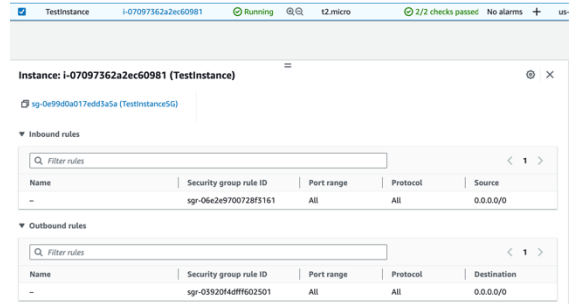 TestInstance i-07097362a2ec60981 Running t2.micro 2/2 checks passed No alarms + us-
Instance: i-07097362a2ec60981 (TestInstance)
sg-0e99d0a017edd3a5a (TestInstanceSG)
Inbound rules
Filter rules
1
Name Security group rule ID Port range Protocol Source
– sgr-06e2e9700728f3161 All All 0.0.0.0/0
Outbound rules
Filter rules
1
Name Security group rule ID Port range Protocol Destination
– sgr-03920f4dfff602501 All All 0.0.0.0/0